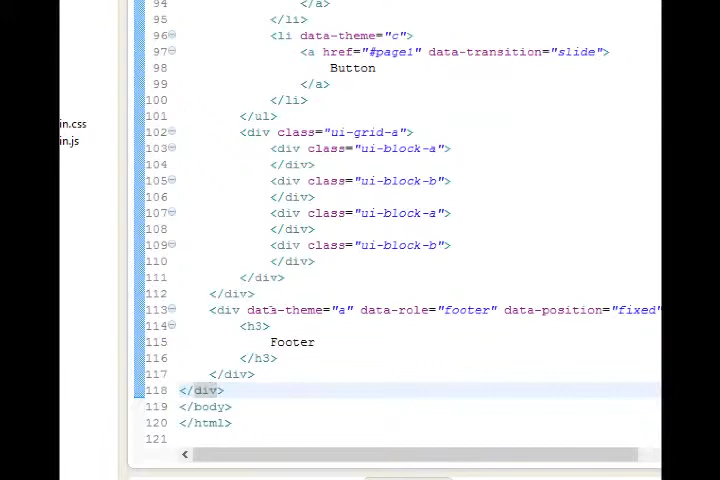 94 </a>
95 </li>
96 <li data-theme="c">
97 <a href="#page1" data-transition="slide">
98 Button
99 </a>
100 </li>
101 </ul>
102 <div class="ui-grid-a">
103 <div class="ui-block-a">
104 </div>
105 <div class="ui-block-b">
106 </div>
107 <div class="ui-block-a">
108 </div>
109 <div class="ui-block-b">
110 </div>
111 </div>
112 </div>
113 <div data-theme="a" data-role="footer" data-position="fixed"
114 <h3>
115 Footer
116 </h3>
117 </div>
118 </div>
119 </body>
120 </html>
121
in.css
in.js